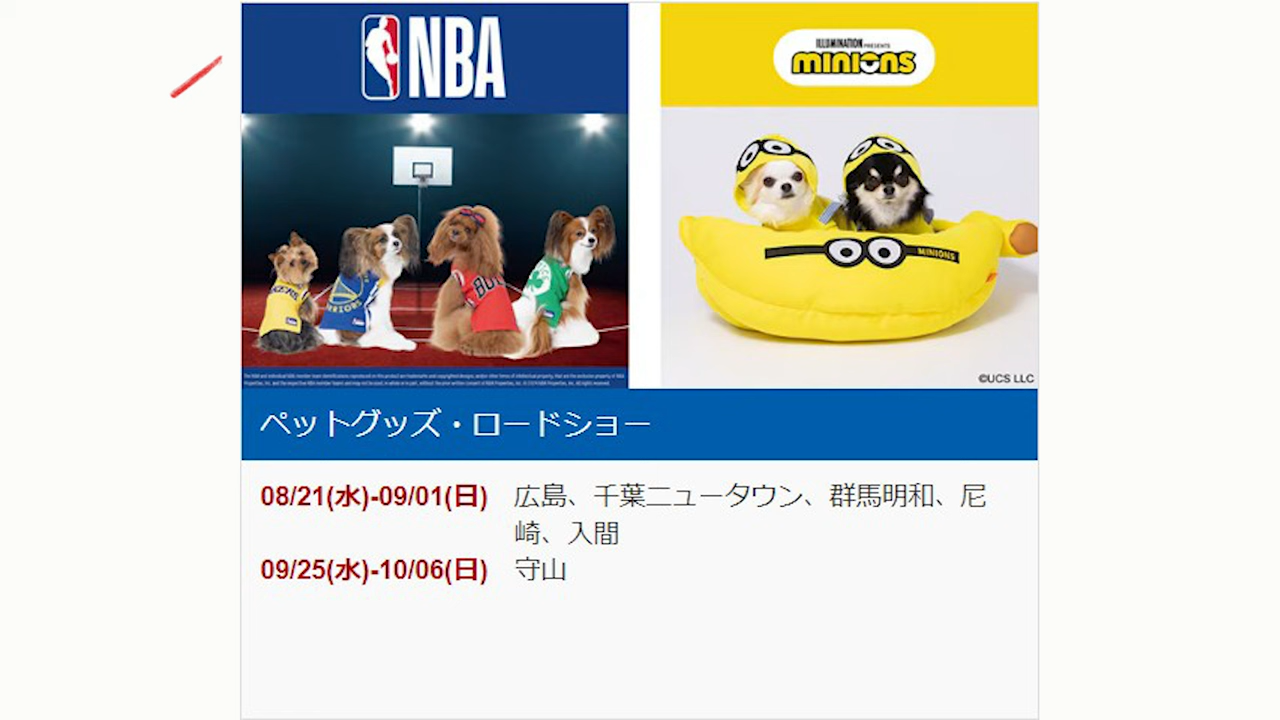 NBA
ILLUMINATION PRESENTS
minions
LAKERS
WARRIORS
MINIONS
©UCS LLC
ペットグッズ・ロードショー
08/21(水)-09/01(日) 広島、千葉ニュータウン、群馬明和、尼
崎、入間
09/25(水)-10/06(日) 守山